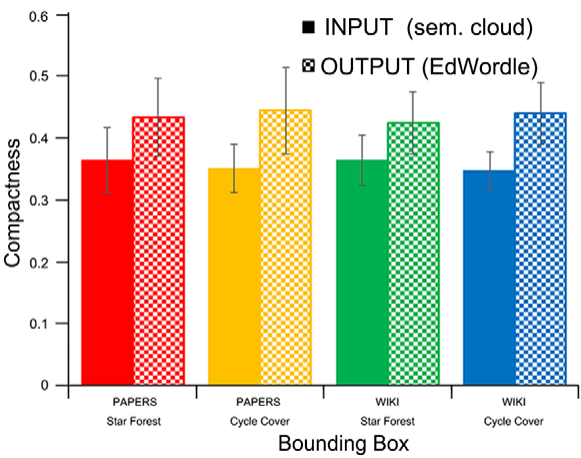 0.6
0.5
0.4
0.3
0.2
0.1
0
Compactness
INPUT (sem. cloud)
OUTPUT (EdWordle)
PAPERS
Star Forest
PAPERS
Cycle Cover
WIKI
Star Forest
WIKI
Cycle Cover
Bounding Box